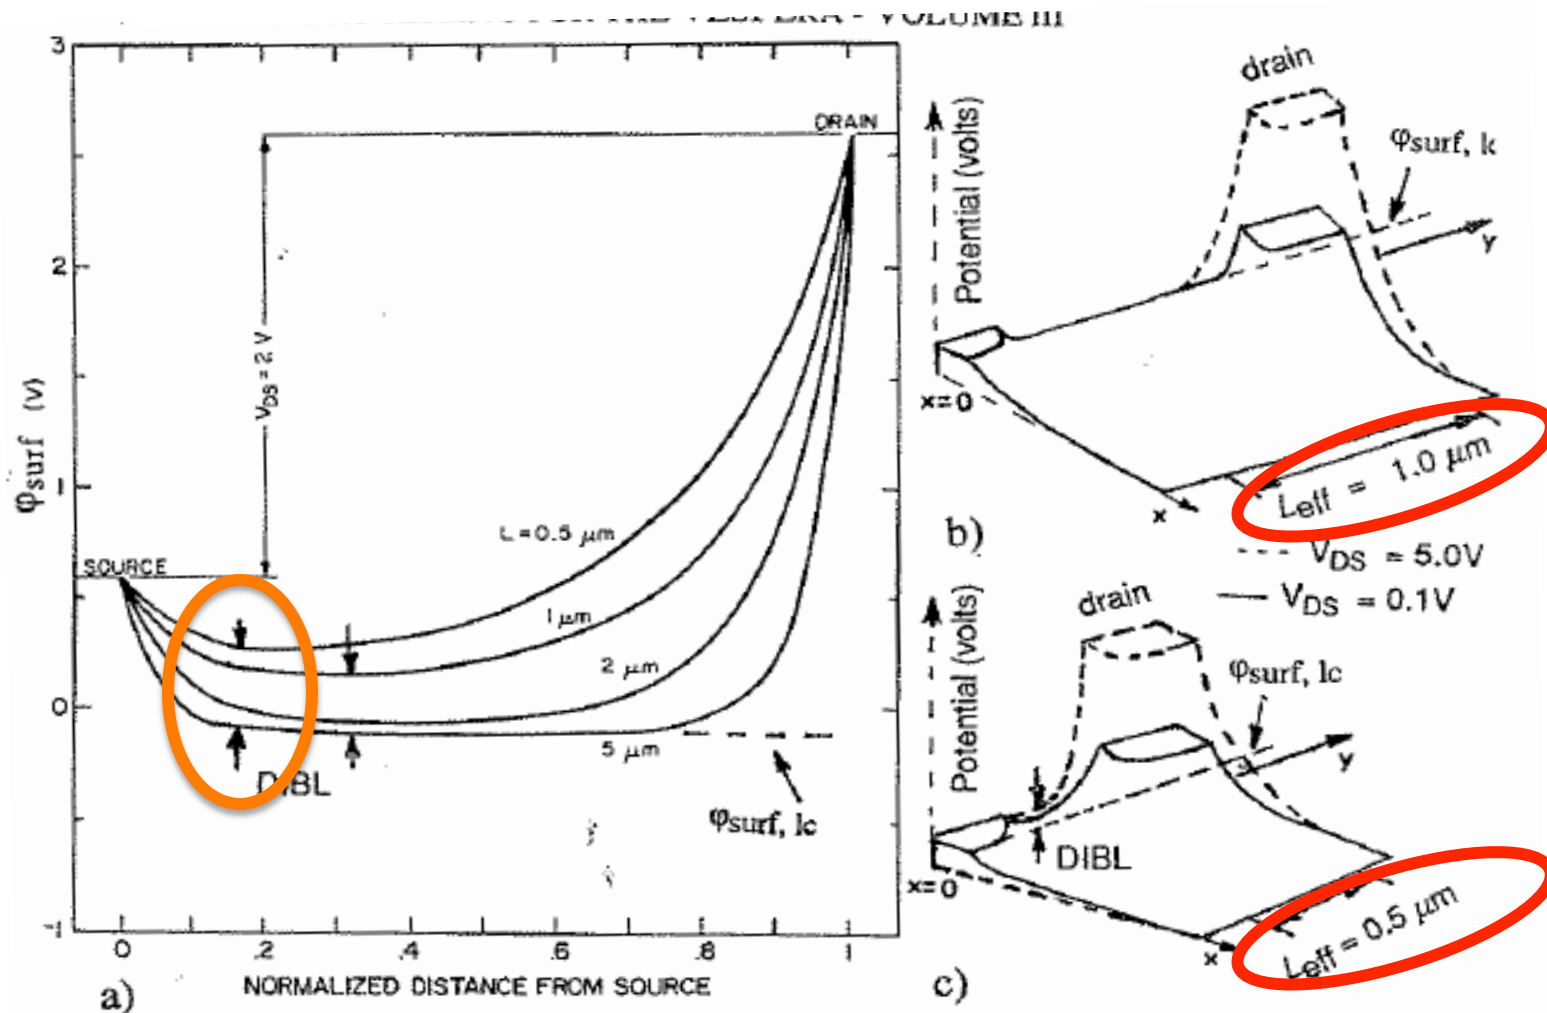 VOLUME III
3
2
1
0
-1
φsurf (V)
DRAIN
VDS = 2 V
SOURCE
L=0.5 μm
1 μm
2 μm
5 μm
DIBL
φsurf, lc
0
.2
.4
.6
.8
1
NORMALIZED DISTANCE FROM SOURCE
a)
drain
Potential (volts)
φsurf, lc
y
x=0
x
Leff = 1.0 μm
b)
VDS = 5.0V
VDS = 0.1V
drain
Potential (volts)
φsurf, lc
y
DIBL
x=0
x
Leff = 0.5 μm
c)